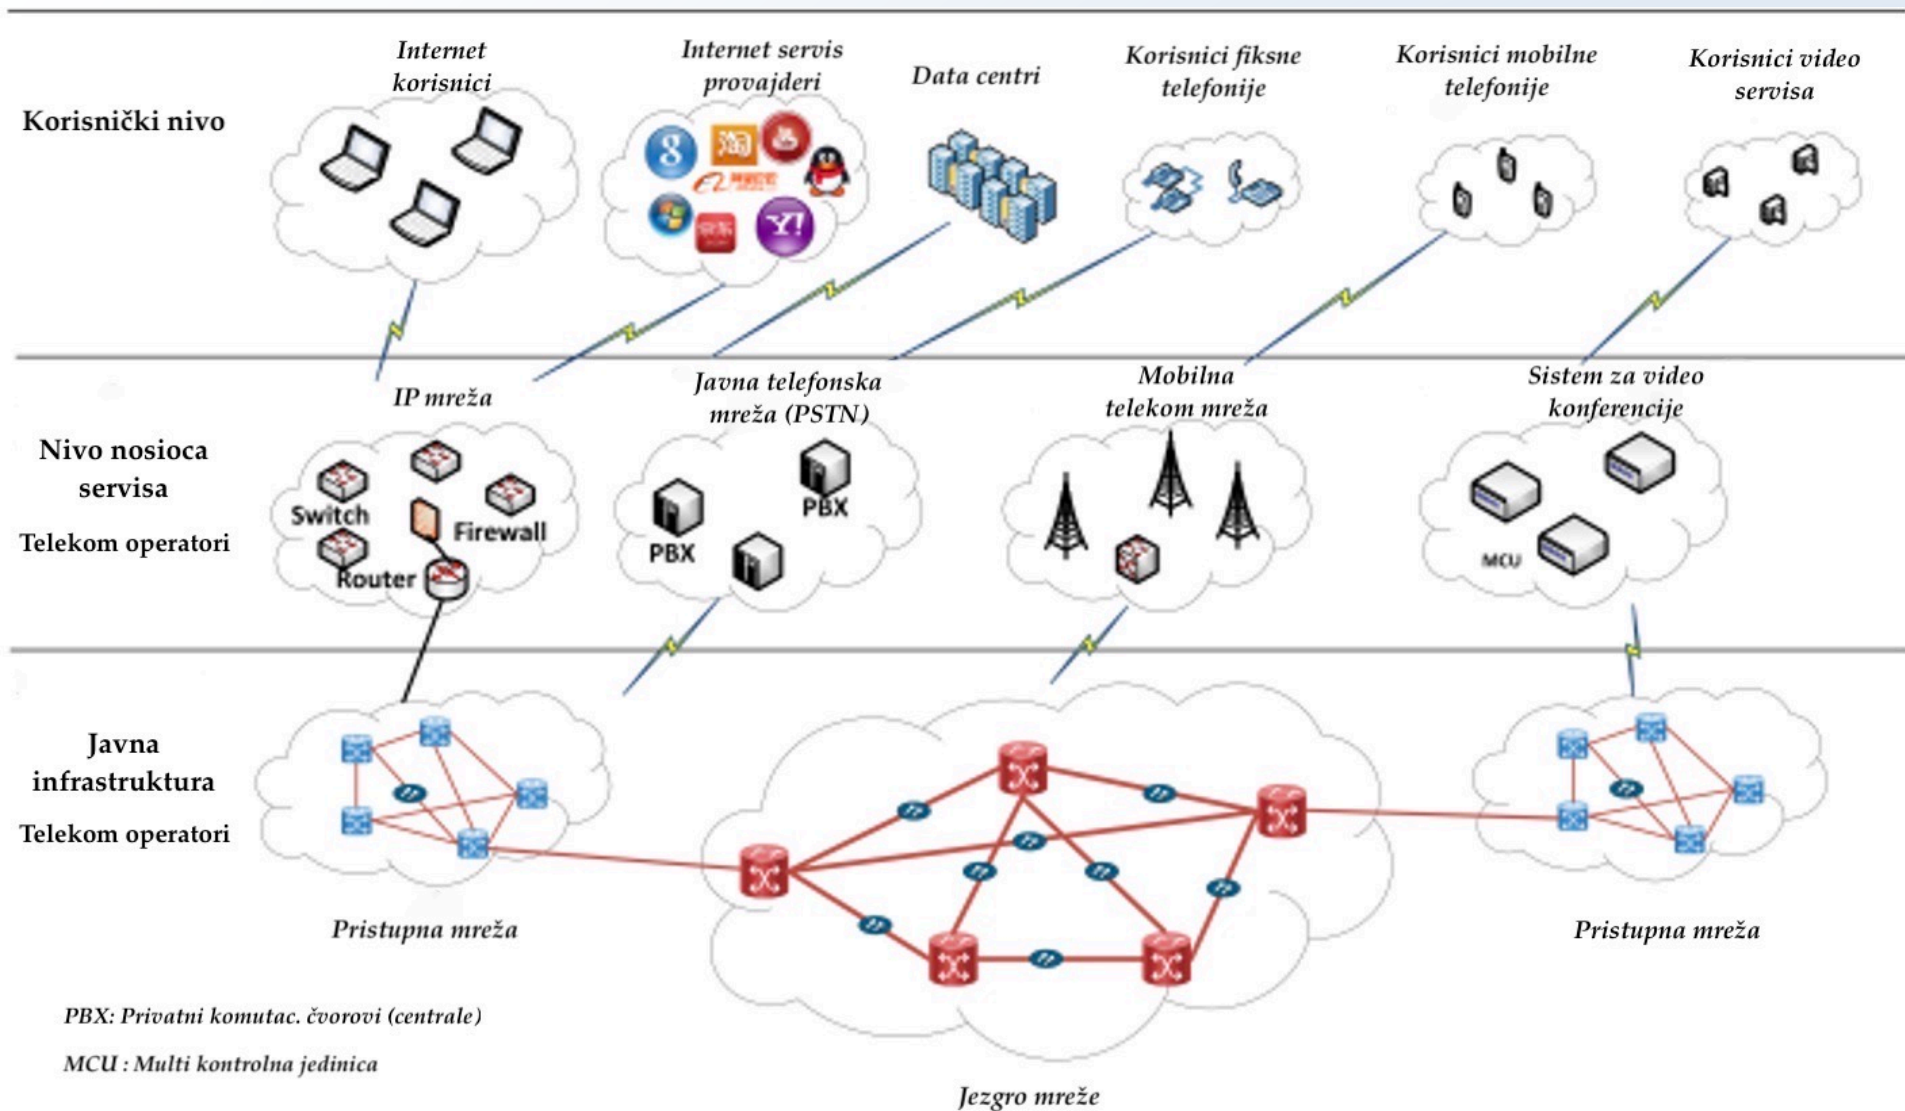 Internet
korisnici
Internet servis
provajderi
Data centri
Korisnici fiksne
telefonije
Korisnici mobilne
telefonije
Korisnici video
servisa
Korisnički nivo
8
淘
Y!
IP mreža
Javna telefonska
mreža (PSTN)
Mobilna
telekom mreža
Sistem za video
konferencije
Nivo nosioca
servisa
Telekom operatori
Switch
Firewall
Router
PBX
PBX
MCU
Javna
infrastruktura
Telekom operatori
Pristupna mreža
Pristupna mreža
PBX: Privatni komutac. čvorovi (centrale)
MCU : Multi kontrolna jedinica
Jezgro mreže